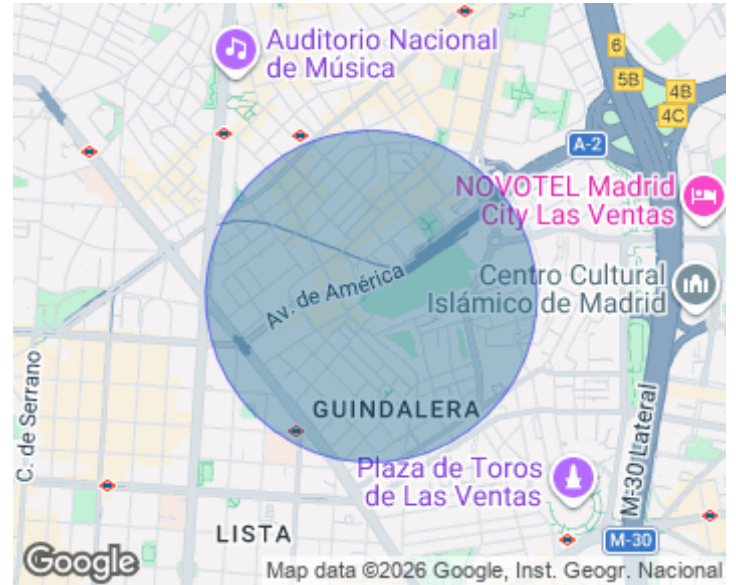 Auditorio Nacional
de Música
6
5B
4B
4C
A-2
NOVOTEL Madrid
City Las Ventas
Centro Cultural
Islámico de Madrid
Av. de América
C. de Serrano
GUINDALERA
M-30 Lateral
Plaza de Toros
de Las Ventas
LISTA
M-30
Google
Map data ©2026 Google, Inst. Geogr. Nacional